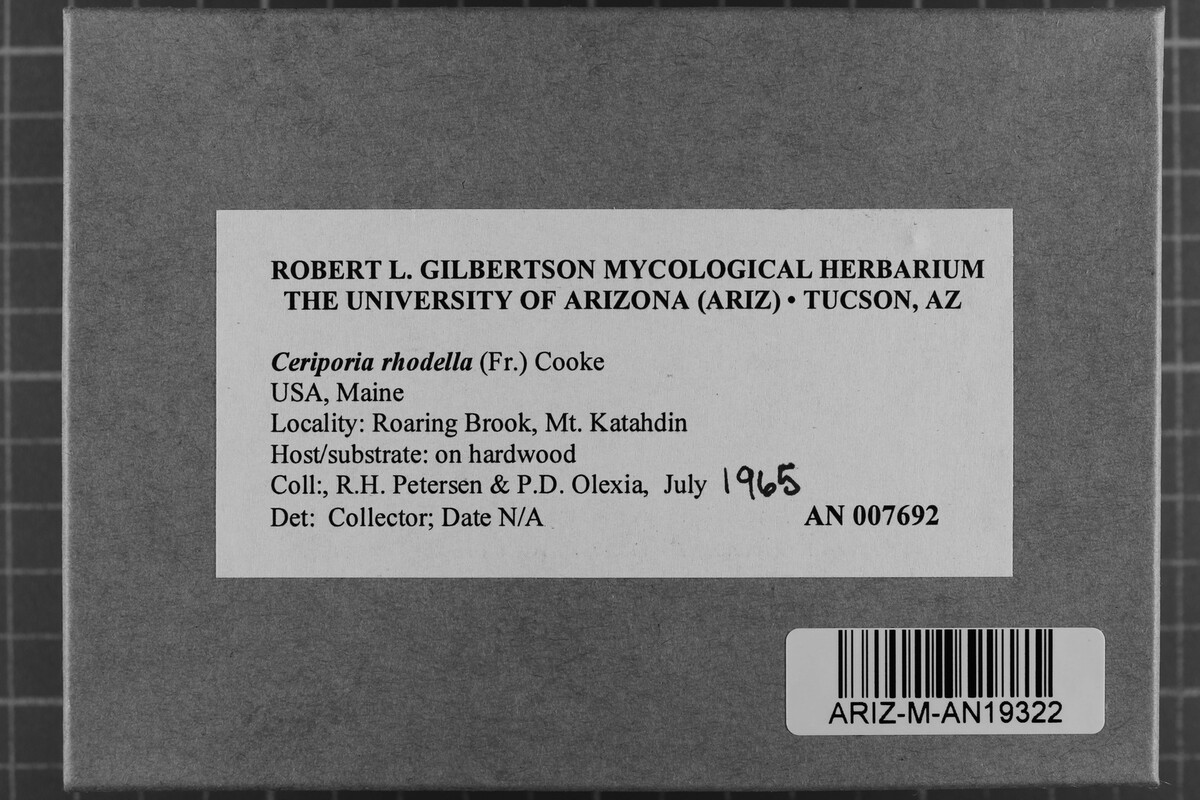 ROBERT L. GILBERTSON MYCOLOGICAL HERBARIUM
THE UNIVERSITY OF ARIZONA (ARIZ) • TUCSON, AZ
Ceriporia rhodella (Fr.) Cooke
USA, Maine
Locality: Roaring Brook, Mt. Katahdin
Host/substrate: on hardwood
Coll:, R.H. Petersen & P.D. Olexia, July 1965
Det: Collector; Date N/A AN 007692
ARIZ-M-AN19322